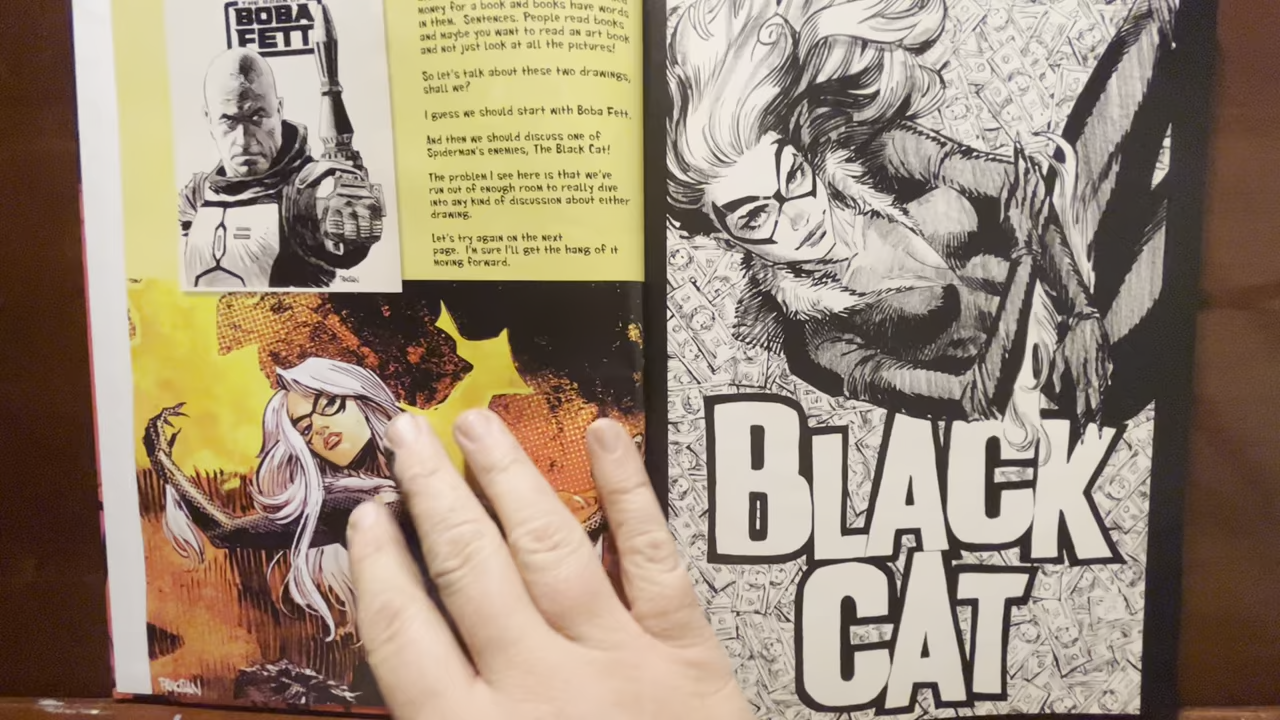 THE BOOK OF
BOBA
FETT
money for a book and books have words
in them. Sentences. People read books
and maybe you want to read an art book
and not just look at all the pictures!
So let's talk about these two drawings,
shall we?
I guess we should start with Boba Fett.
And then we should discuss one of
Spiderman's enemies, The Black Cat!
The problem I see here is that we've
run out of enough room to really dive
into any kind of discussion about either
drawing.
Let's try again on the next
page. I'm sure I'll get the hang of it
moving forward.
PANOSIAN
PANOSIAN
BLACK
CAT